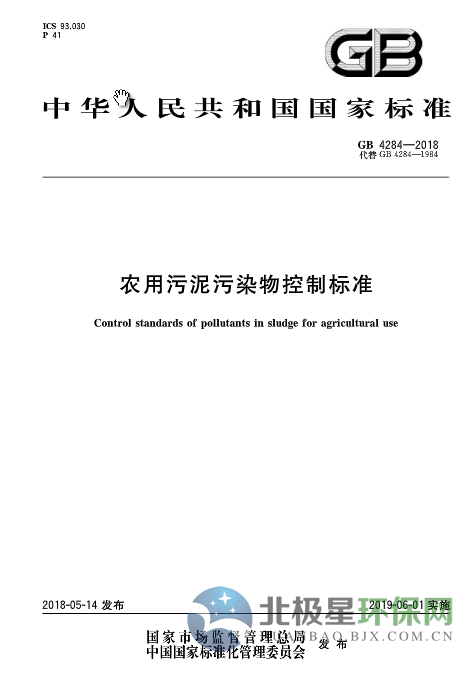 ICS 93.030
P 41
GB
中华人民共和国国家标准
GB 4284—2018
代替 GB 4284—1984
农用污泥污染物控制标准
Control standards of pollutants in sludge for agricultural use
2018-05-14 发布
2019-06-01 实施
北极星环保网
HUANBAO.BJX.COM.CN
国家市场监督管理总局
中国国家标准化管理委员会
发布